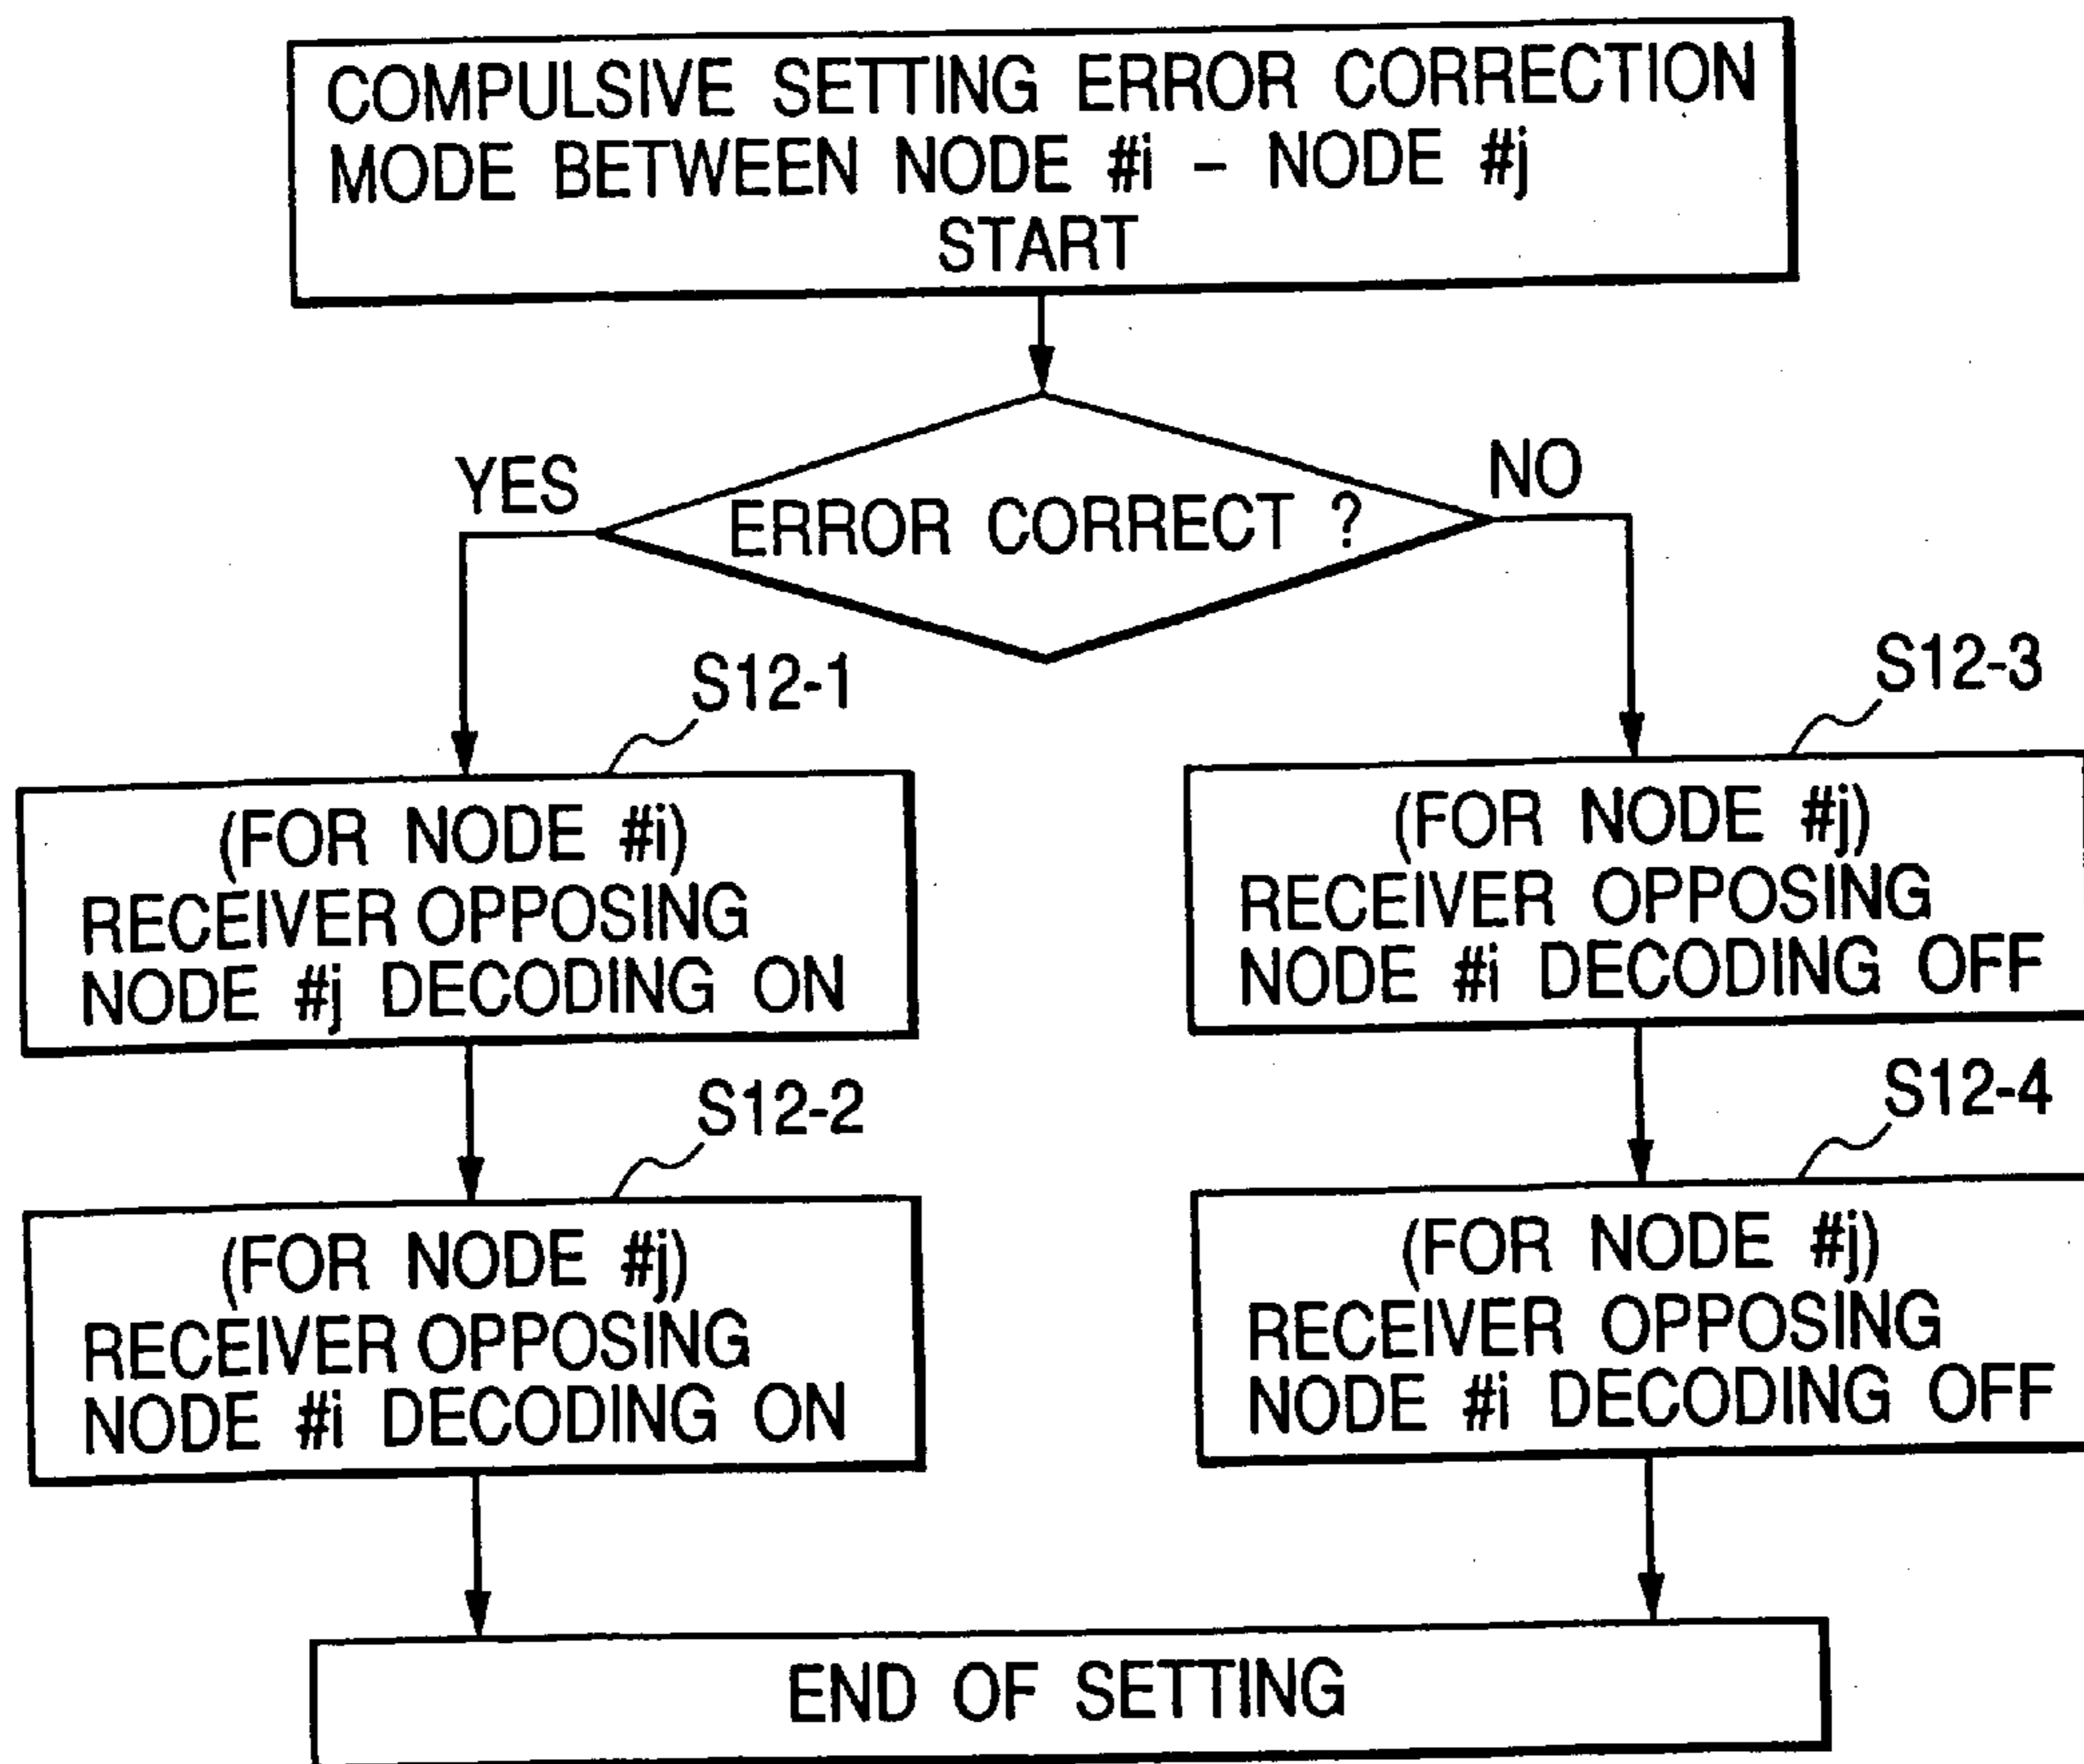 COMPULSIVE SETTING ERROR CORRECTION
MODE BETWEEN NODE #i – NODE #j
START
YES
ERROR CORRECT ?
NO
S12-1
S12-3
(FOR NODE #i)
RECEIVER OPPOSING
NODE #j DECODING ON
(FOR NODE #j)
RECEIVER OPPOSING
NODE #i DECODING OFF
S12-2
S12-4
(FOR NODE #j)
RECEIVER OPPOSING
NODE #i DECODING ON
(FOR NODE #j)
RECEIVER OPPOSING
NODE #i DECODING OFF
END OF SETTING